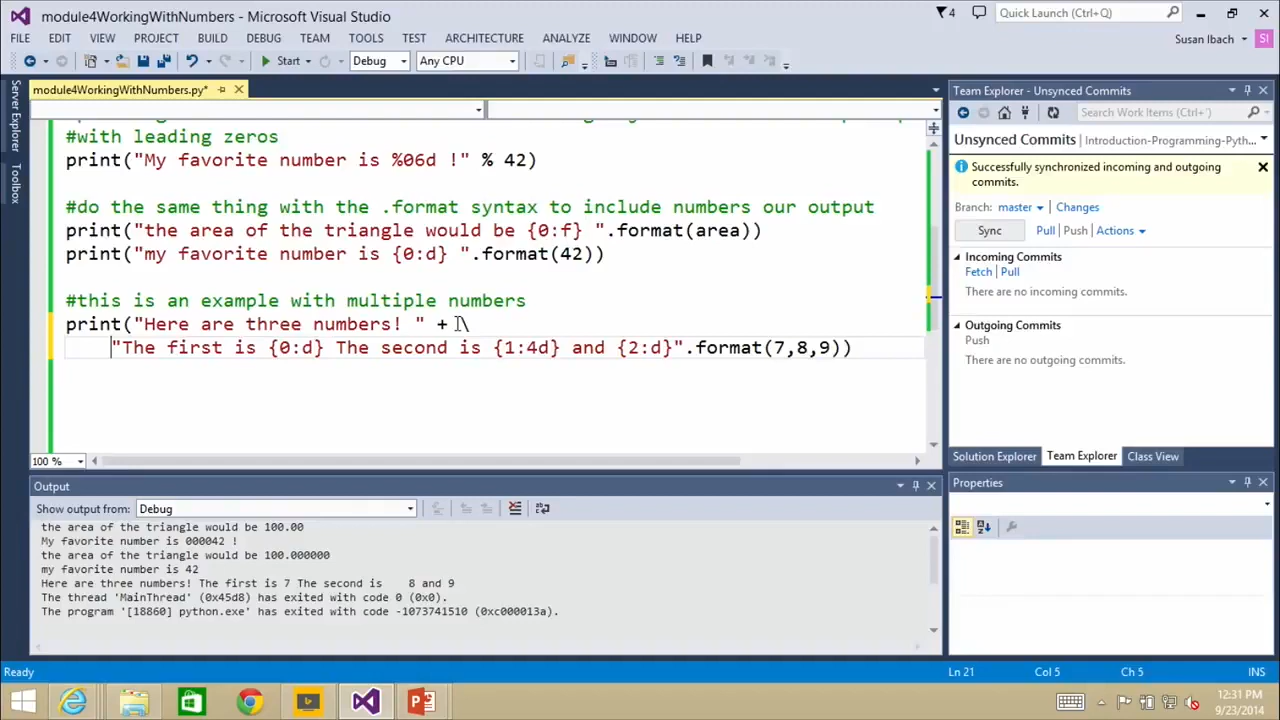 module4WorkingWithNumbers - Microsoft Visual Studio
4
Quick Launch (Ctrl+Q)
FILE EDIT VIEW PROJECT BUILD DEBUG TEAM TOOLS TEST ARCHITECTURE ANALYZE WINDOW HELP
Susan Ibach
SI
Start
Debug
Any CPU
Server Explorer
Toolbox
module4WorkingWithNumbers.py*
#with leading zeros
print("My favorite number is %06d !" % 42)
#do the same thing with the .format syntax to include numbers our output
print("the area of the triangle would be {0:f} ".format(area))
print("my favorite number is {0:d} ".format(42))
#this is an example with multiple numbers
print("Here are three numbers! " + \
"The first is {0:d} The second is {1:4d} and {2:d}".format(7,8,9))
100 %
Output
Show output from: Debug
the area of the triangle would be 100.00
My favorite number is 000042 !
the area of the triangle would be 100.000000
my favorite number is 42
Here are three numbers! The first is 7 The second is    8 and 9
The thread 'MainThread' (0x45d8) has exited with code 0 (0x0).
The program '[18860] python.exe' has exited with code -1073741510 (0xc000013a).
Team Explorer - Unsynced Commits
Search Work Items (Ctrl+')
Unsynced Commits | Introduction-Programming-Pyth...
Successfully synchronized incoming and outgoing
commits.
Branch: master | Changes
Sync Pull | Push | Actions
Incoming Commits
Fetch | Pull
There are no incoming commits.
Outgoing Commits
Push
There are no outgoing commits.
Solution Explorer Team Explorer Class View
Properties
Ready
Ln 21 Col 5 Ch 5 INS
12:31 PM
9/23/2014